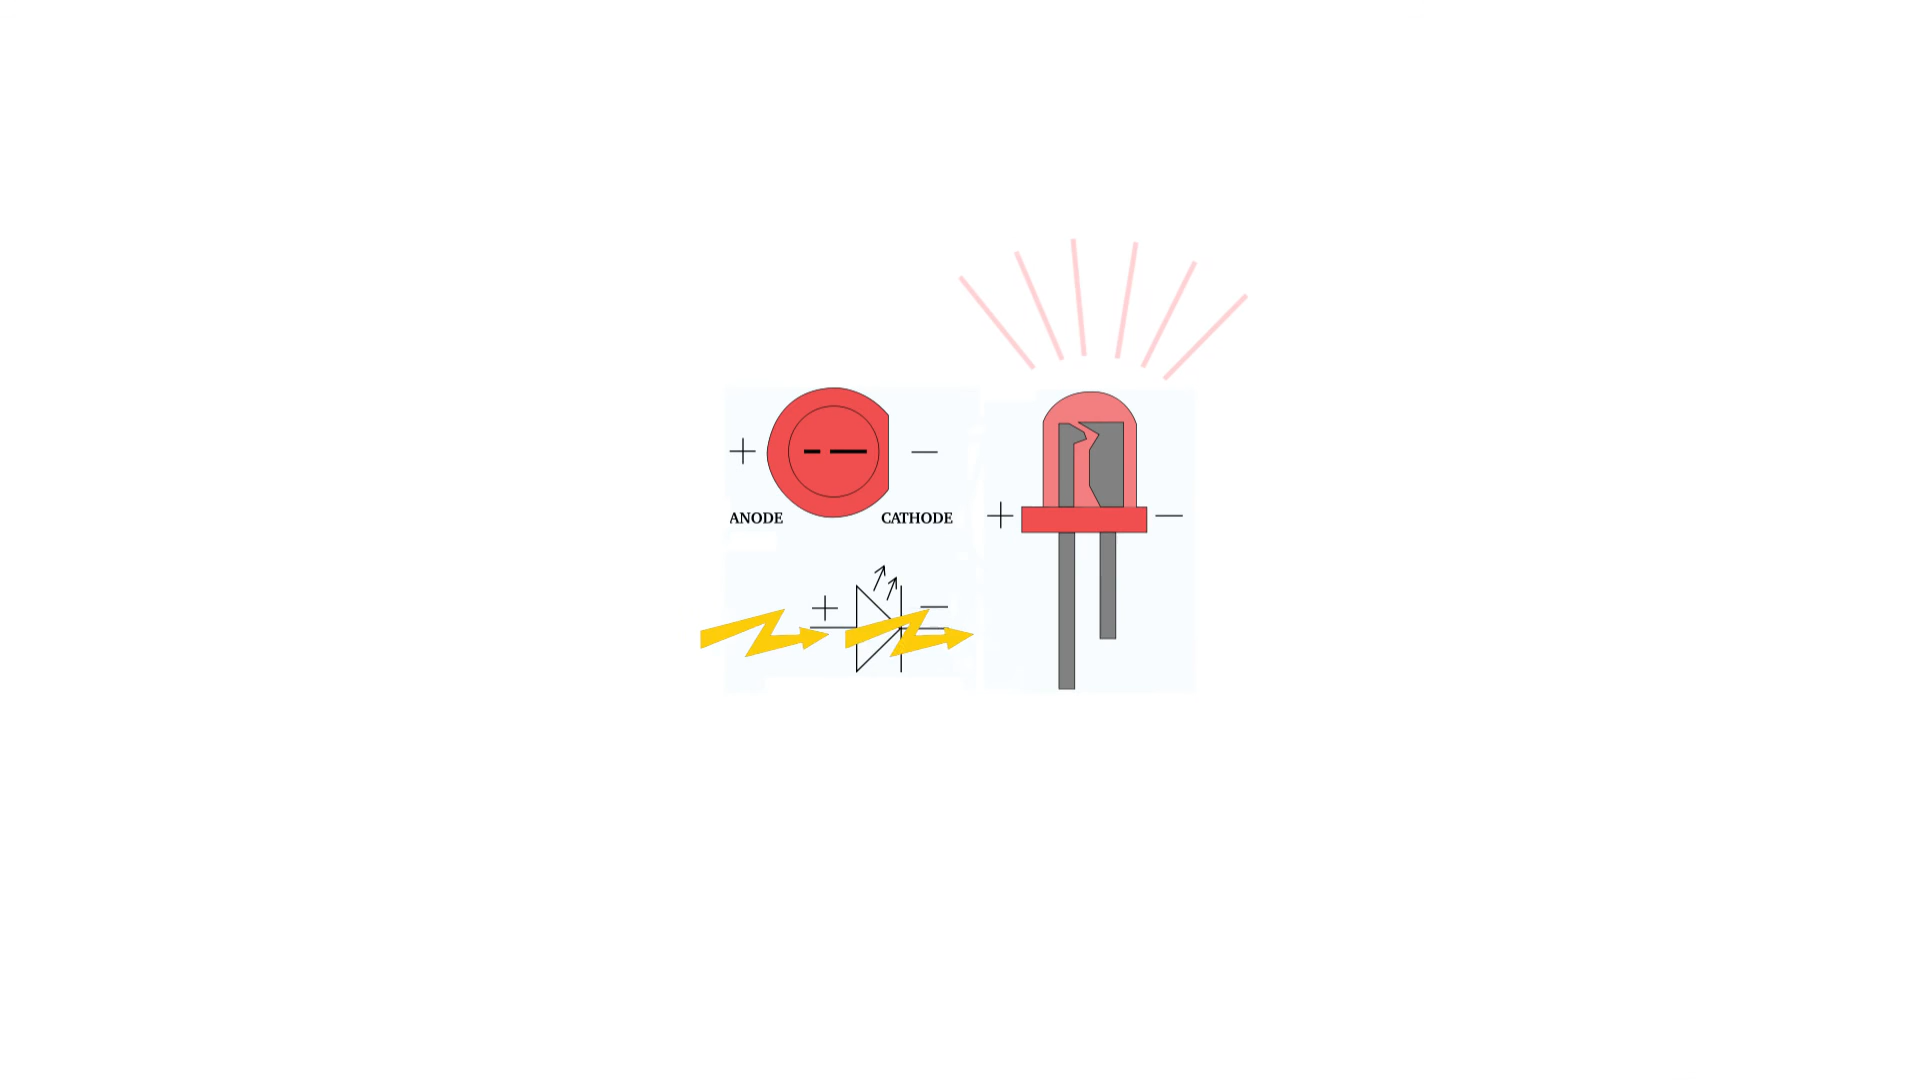 + −
ANODE CATHODE
+ −
+ −